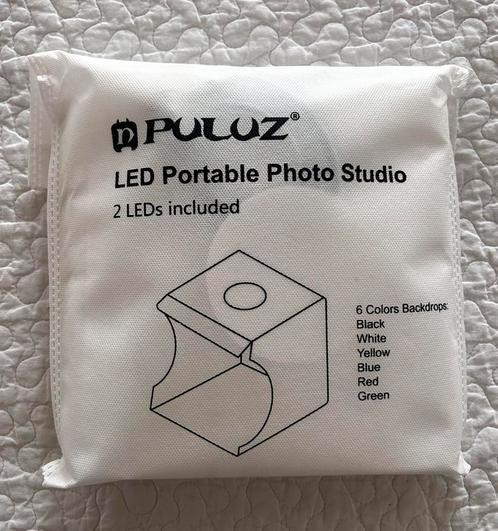 PULUZ®
LED Portable Photo Studio
2 LEDs included
6 Colors Backdrops:
Black
White
Yellow
Blue
Red
Green